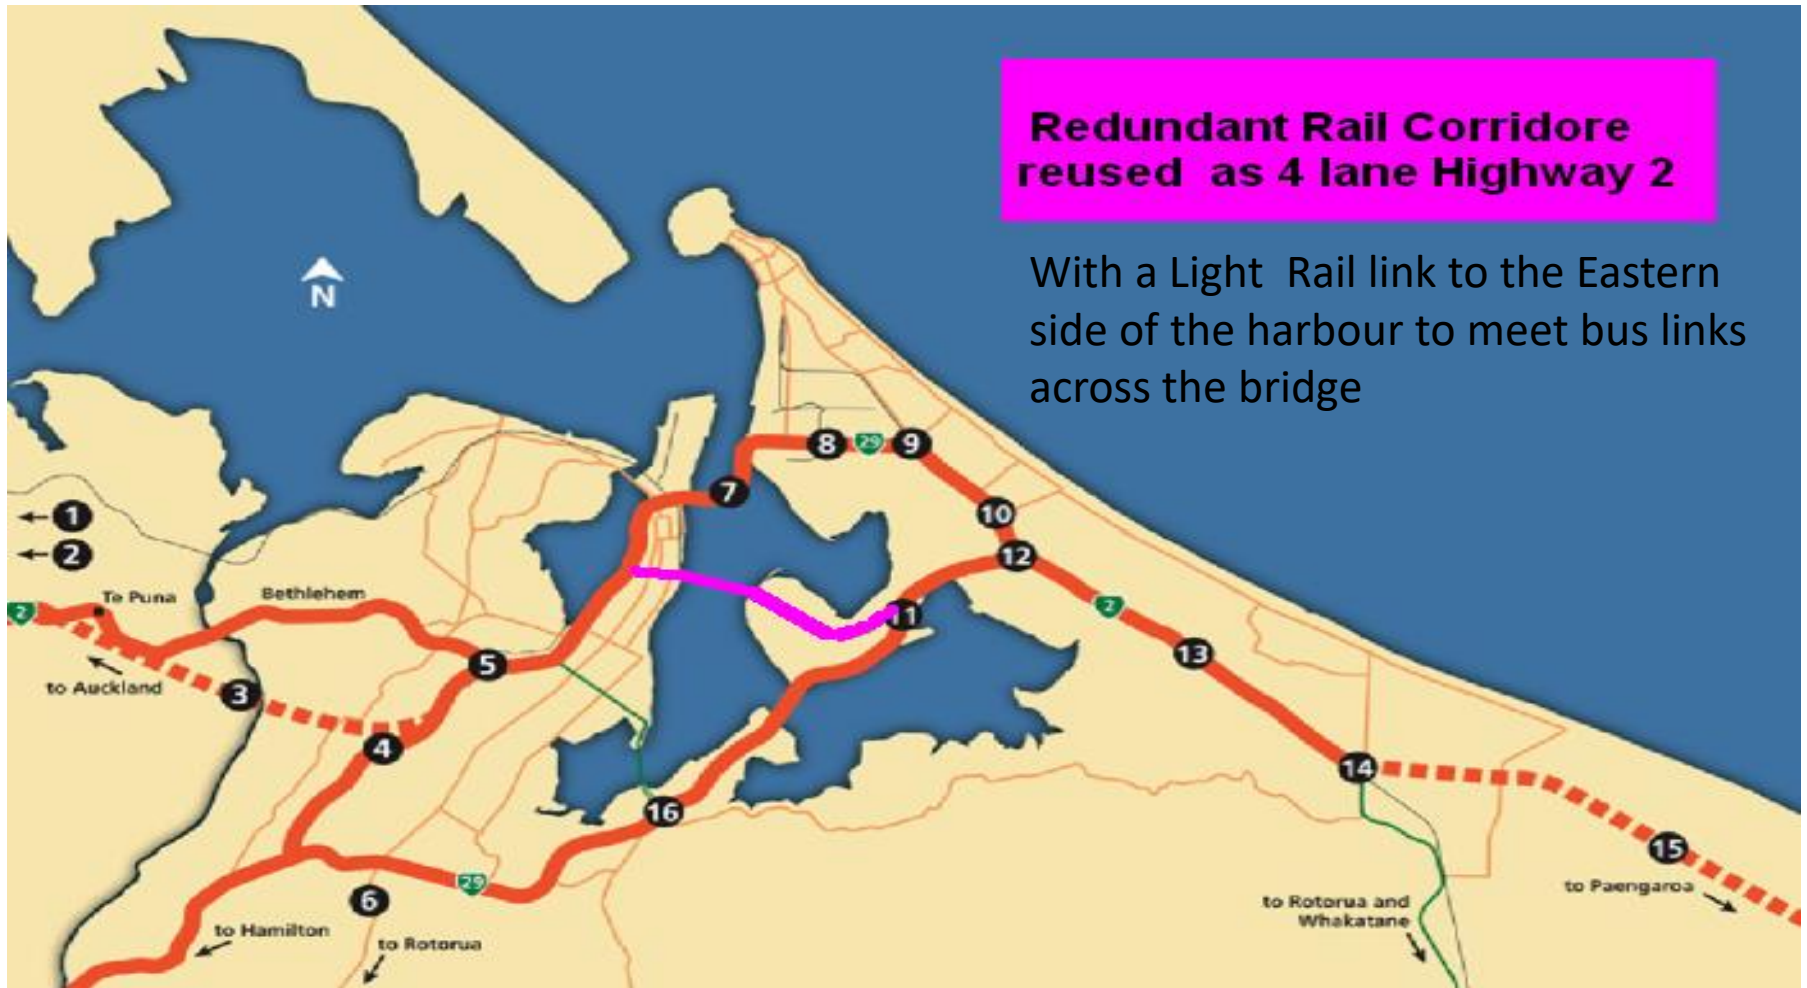 Redundant Rail Corridore
reused as 4 lane Highway 2
With a Light Rail link to the Eastern
side of the harbour to meet bus links
across the bridge
N
8
29
9
7
10
1
2
12
Te Puna
Bethlehem
2
2
11
5
13
to Auckland
3
4
14
16
15
29
to Paengaroa
6
to Rotorua and
Whakatane
to Hamilton
to Rotorua